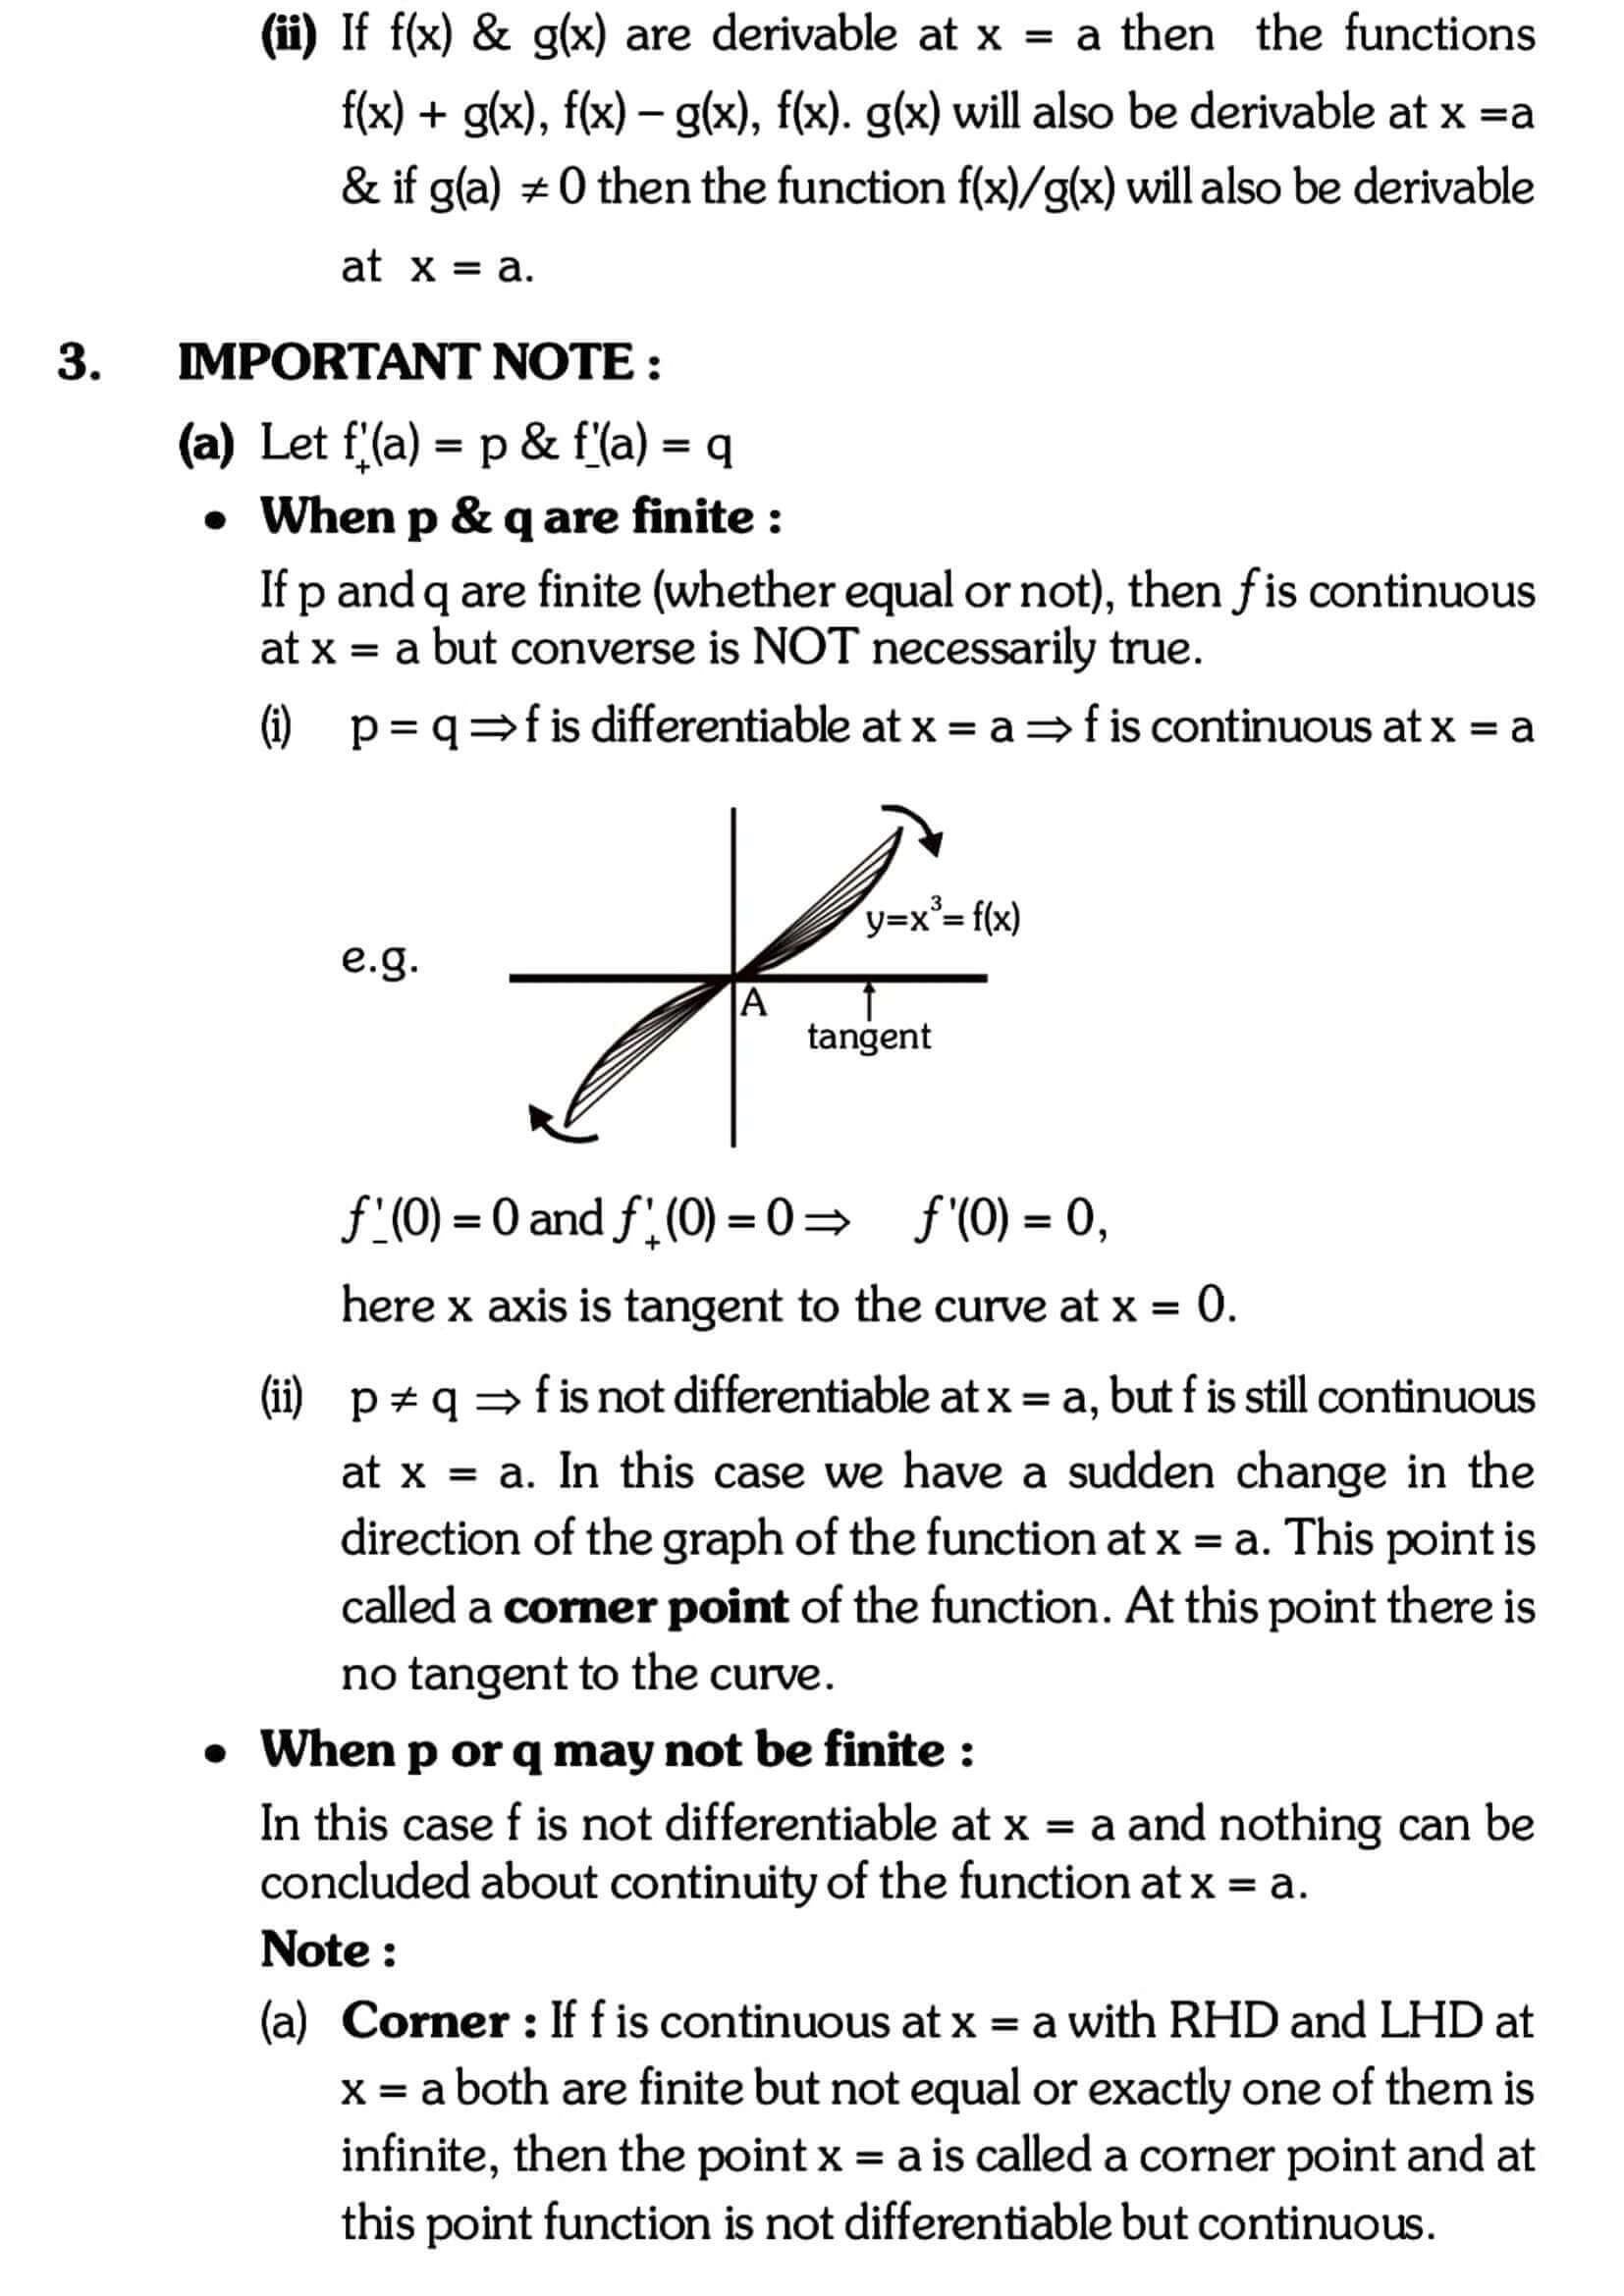 (ii) If f(x) & g(x) are derivable at x = a then the functions
f(x) + g(x), f(x) – g(x), f(x). g(x) will also be derivable at x =a
& if g(a) ≠ 0 then the function f(x)/g(x) will also be derivable
at x = a.
3. IMPORTANT NOTE :
(a) Let f'₊(a) = p & f'₋(a) = q
• When p & q are finite :
If p and q are finite (whether equal or not), then f is continuous
at x = a but converse is NOT necessarily true.
(i) p = q ⇒ f is differentiable at x = a ⇒ f is continuous at x = a
y=x³= f(x)
e.g.
A
tangent
f'₋(0) = 0 and f'₊(0) = 0 ⇒ f'(0) = 0,
here x axis is tangent to the curve at x = 0.
(ii) p ≠ q ⇒ f is not differentiable at x = a, but f is still continuous
at x = a. In this case we have a sudden change in the
direction of the graph of the function at x = a. This point is
called a corner point of the function. At this point there is
no tangent to the curve.
• When p or q may not be finite :
In this case f is not differentiable at x = a and nothing can be
concluded about continuity of the function at x = a.
Note :
(a) Corner : If f is continuous at x = a with RHD and LHD at
x = a both are finite but not equal or exactly one of them is
infinite, then the point x = a is called a corner point and at
this point function is not differentiable but continuous.